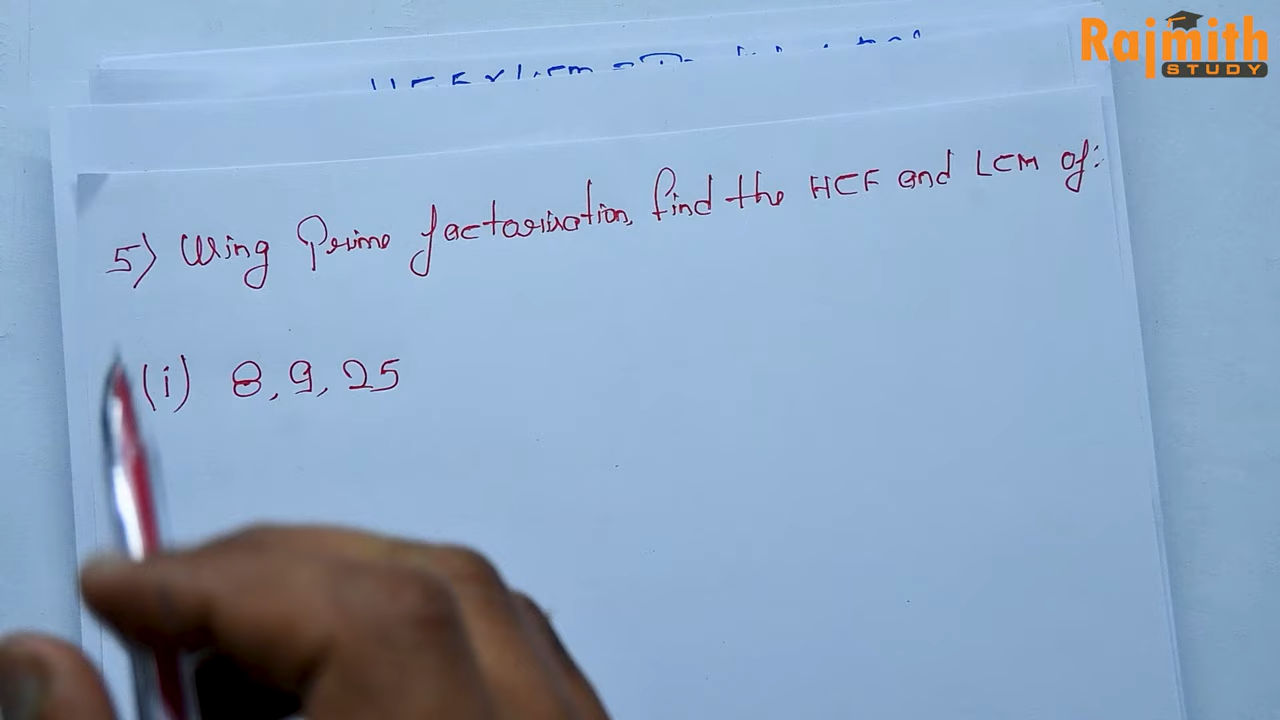 Rajmith
STUDY
5) Using Prime factorisation, find the HCF and LCM of:
(i) 8, 9, 25